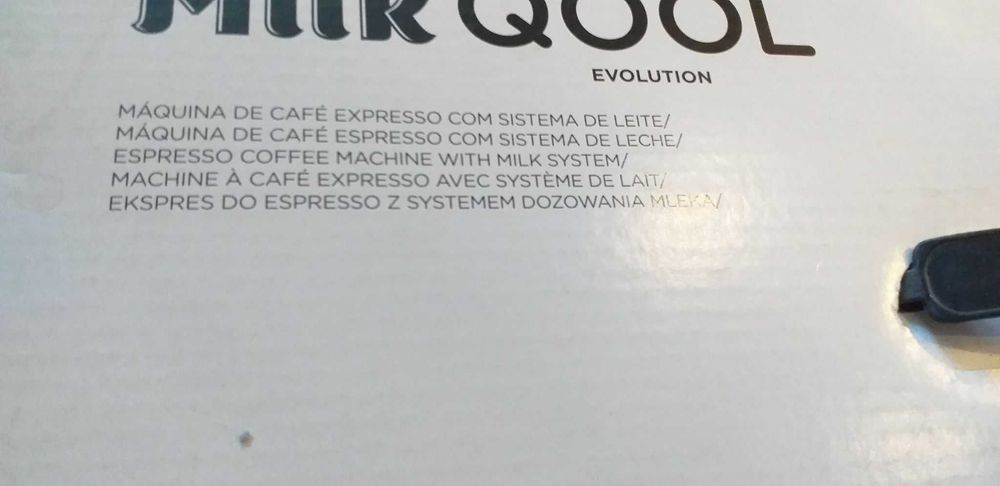 Milk QOOL
EVOLUTION
MÁQUINA DE CAFÉ EXPRESSO COM SISTEMA DE LEITE/
MÁQUINA DE CAFÉ ESPRESSO COM SISTEMA DE LECHE/
ESPRESSO COFFEE MACHINE WITH MILK SYSTEM/
MACHINE À CAFÉ EXPRESSO AVEC SYSTÈME DE LAIT/
EKSPRES DO ESPRESSO Z SYSTEMEM DOZOWANIA MLEKA/